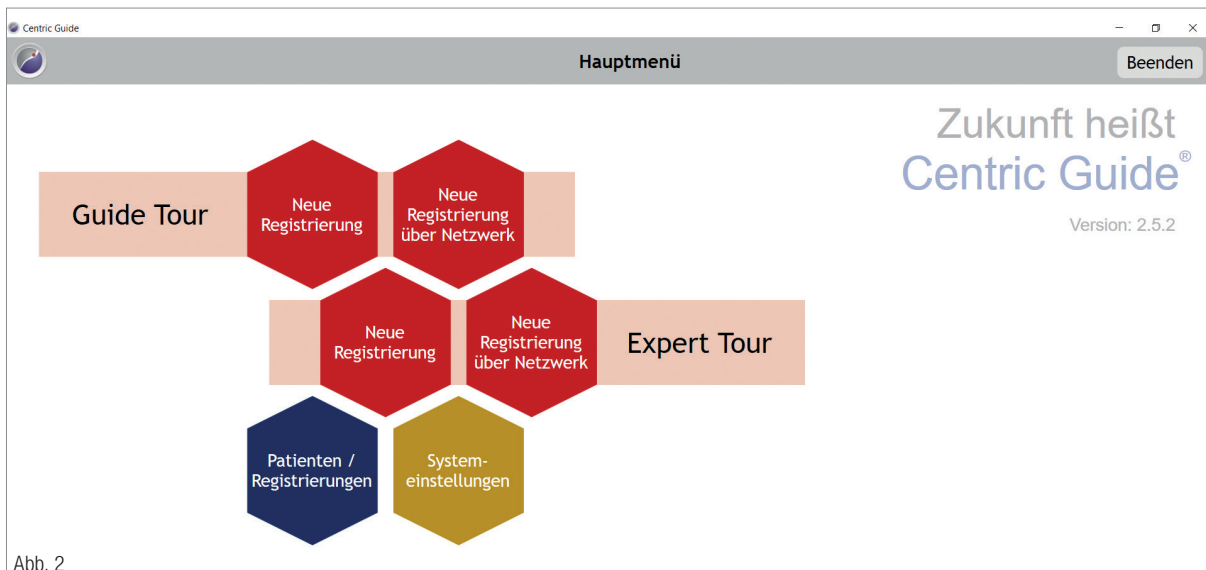 Centric Guide
Hauptmenü
Beenden
Zukunft heißt
Centric Guide®
Version: 2.5.2
Guide Tour
Neue
Registrierung
Neue
Registrierung
über Netzwerk
Neue
Registrierung
Neue
Registrierung
über Netzwerk
Expert Tour
Patienten /
Registrierungen
System-
einstellungen
Abb. 2